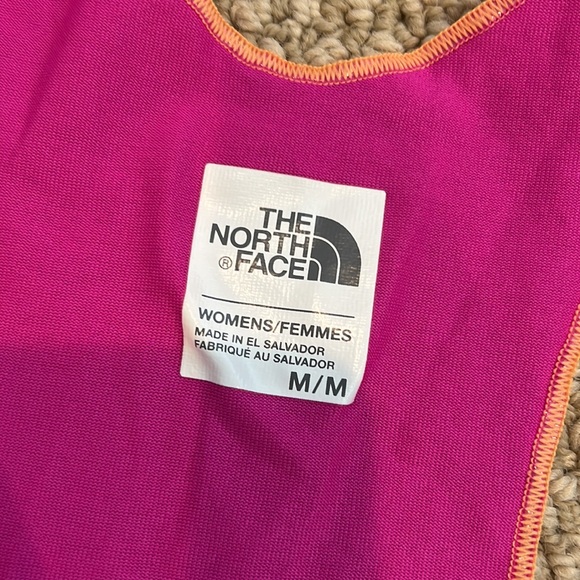 THE
NORTH
® FACE
WOMENS/FEMMES
MADE IN EL SALVADOR
FABRIQUÉ AU SALVADOR
M/M